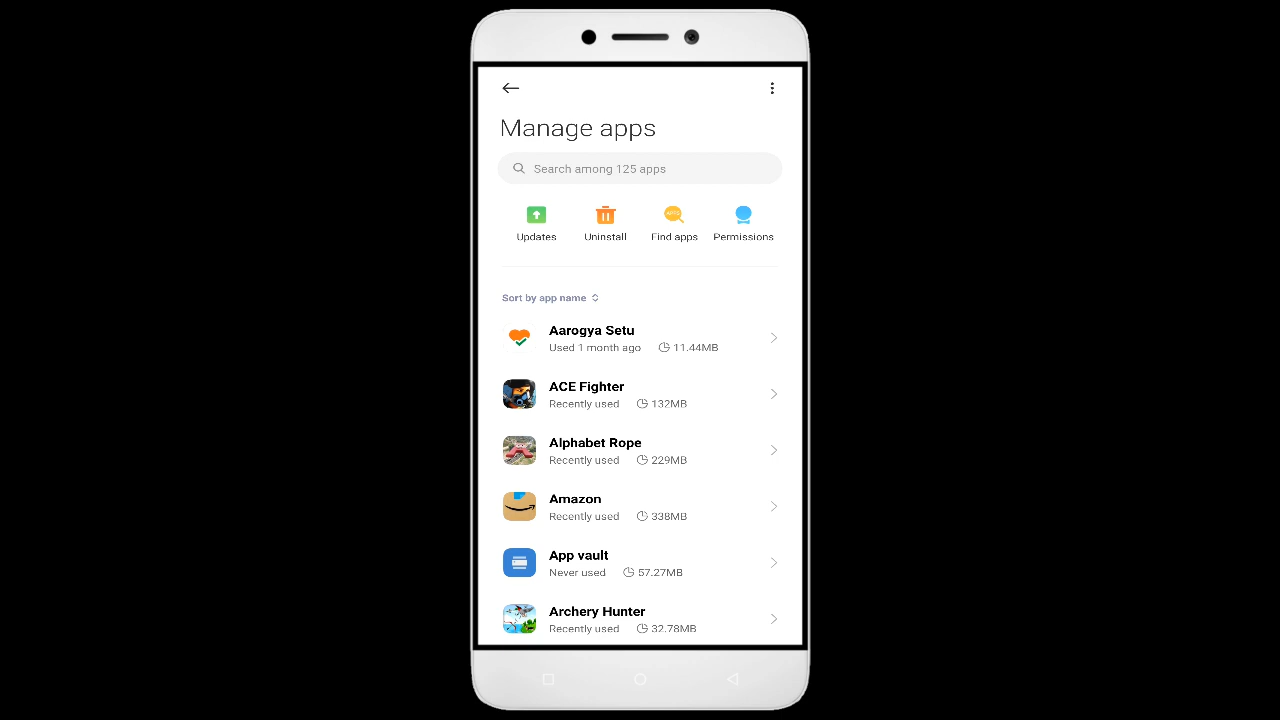 Manage apps
Search among 125 apps
Updates Uninstall Find apps Permissions
Sort by app name
Aarogya Setu
Used 1 month ago 11.44MB
ACE Fighter
Recently used 132MB
Alphabet Rope
Recently used 229MB
Amazon
Recently used 338MB
App vault
Never used 57.27MB
Archery Hunter
Recently used 32.78MB